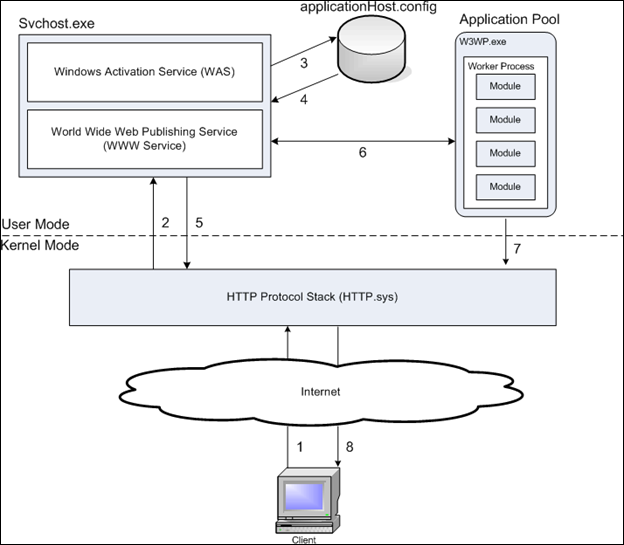 Svchost.exe
applicationHost.config
Application Pool
W3WP.exe
Worker Process
Windows Activation Service (WAS)
3
Module
4
Module
World Wide Web Publishing Service
(WWW Service)
6
Module
Module
User Mode
2
5
Kernel Mode
7
HTTP Protocol Stack (HTTP.sys)
Internet
1
8
Client